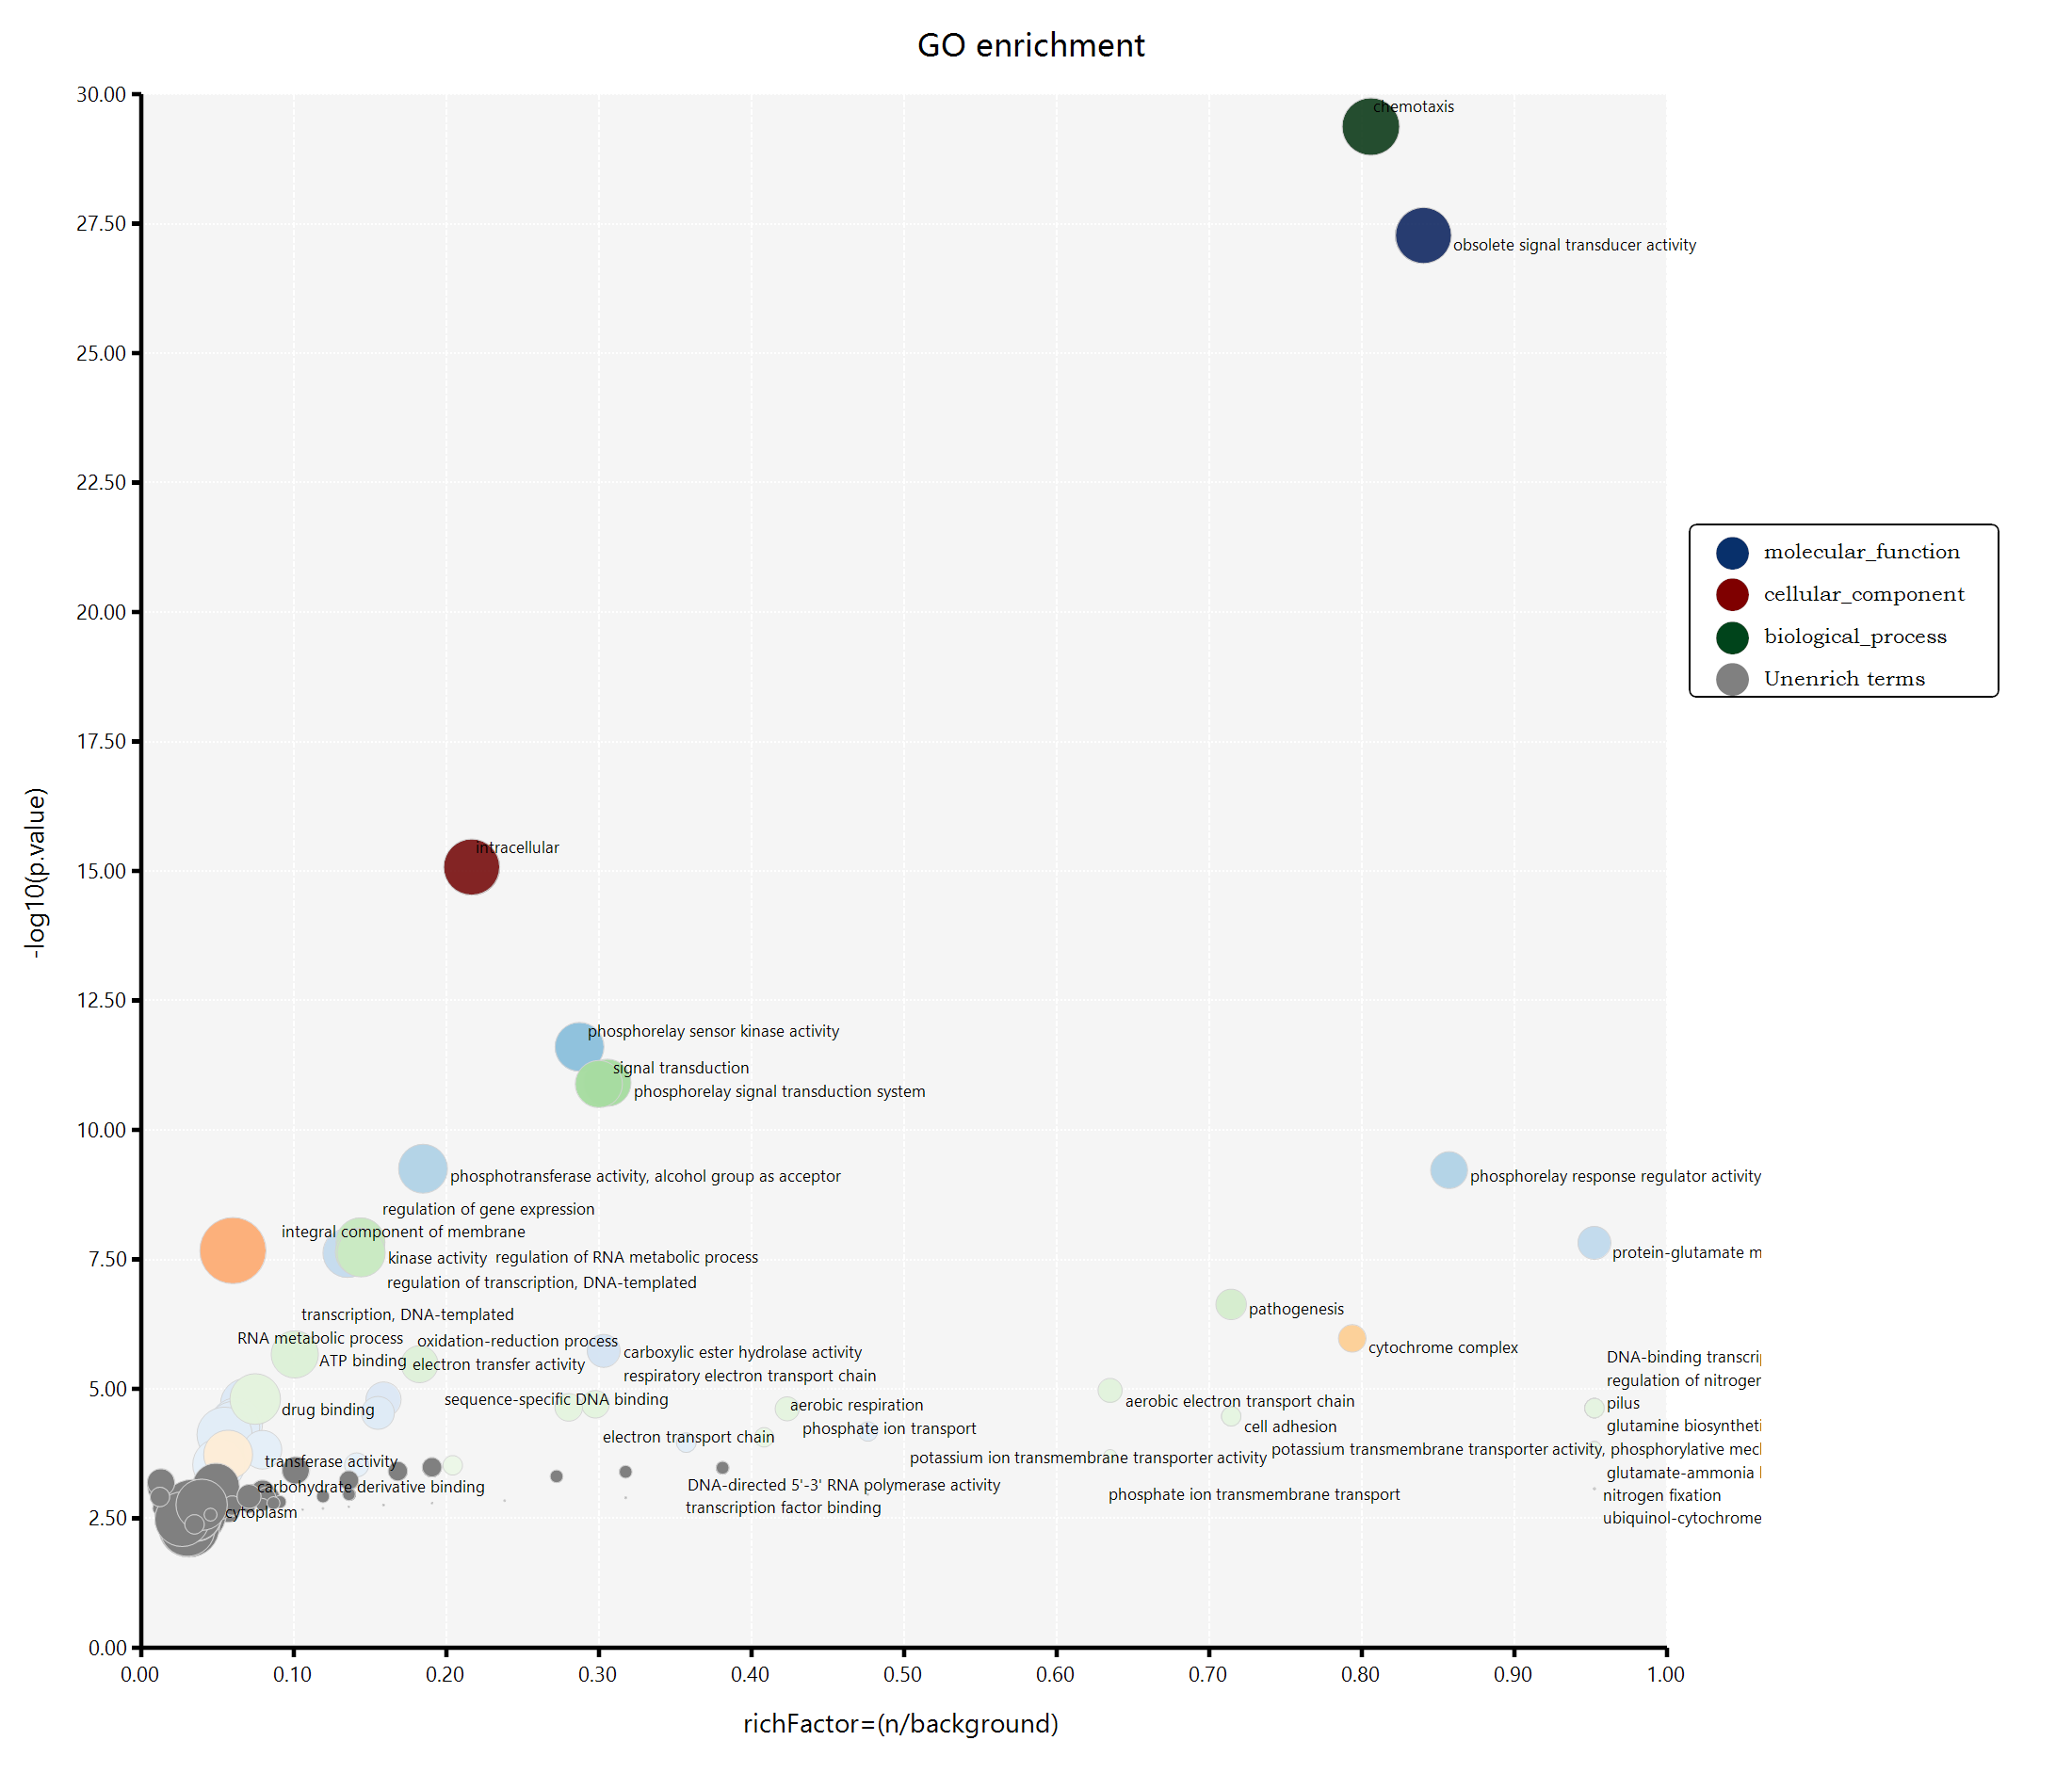 GO enrichment
30.00
chemotaxis
27.50
obsolete signal transducer activity
25.00
22.50
20.00
17.50
15.00
12.50
10.00
7.50
5.00
2.50
0.00
-log10(p.value)
molecular_function
cellular_component
biological_process
Unenrich terms
intracellular
phosphorelay sensor kinase activity
signal transduction
phosphorelay signal transduction system
phosphotransferase activity, alcohol group as acceptor
phosphorelay response regulator activity
regulation of gene expression
integral component of membrane
kinase activity
regulation of RNA metabolic process
protein-glutamate m
regulation of transcription, DNA-templated
pathogenesis
transcription, DNA-templated
RNA metabolic process
oxidation-reduction process
cytochrome complex
carboxylic ester hydrolase activity
ATP binding
electron transfer activity
DNA-binding transcri
respiratory electron transport chain
regulation of nitroger
sequence-specific DNA binding
aerobic respiration
aerobic electron transport chain
pilus
drug binding
phosphate ion transport
cell adhesion
glutamine biosyntheti
electron transport chain
potassium ion transmembrane transporter activity
potassium transmembrane transporter activity, phosphorylative mec
transferase activity
glutamate-ammonia
carbohydrate derivative binding
DNA-directed 5'-3' RNA polymerase activity
phosphate ion transmembrane transport
nitrogen fixation
cytoplasm
transcription factor binding
ubiquinol-cytochrome
0.00 0.10 0.20 0.30 0.40 0.50 0.60 0.70 0.80 0.90 1.00
richFactor=(n/background)